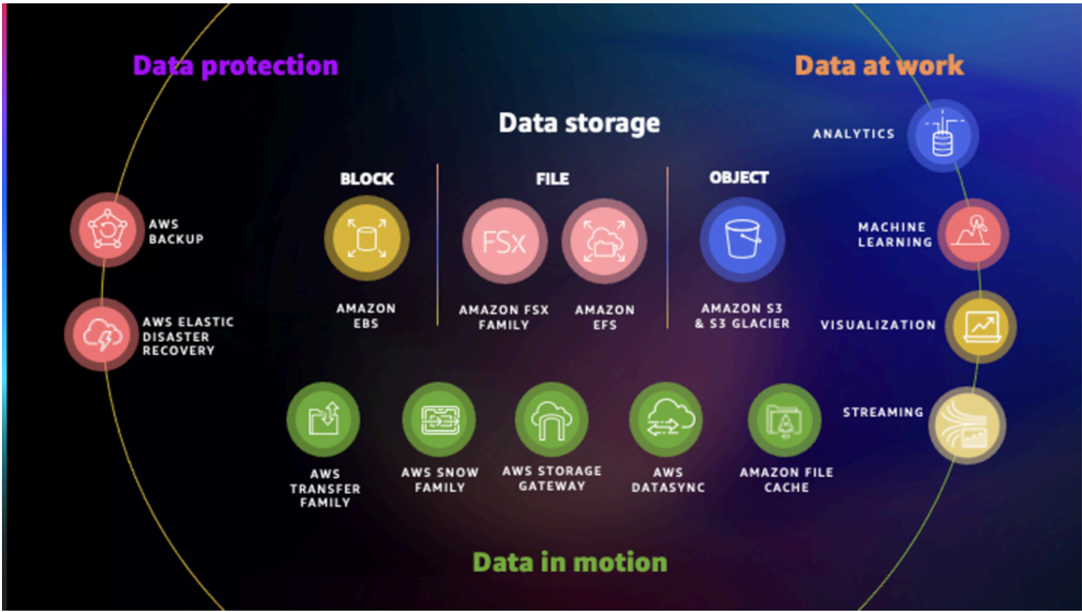 Data protection
Data at work
Data storage
ANALYTICS
BLOCK
FILE
OBJECT
AWS
BACKUP
FSx
MACHINE
LEARNING
AMAZON
EBS
AMAZON FSX
FAMILY
AMAZON
EFS
AMAZON S3
& S3 GLACIER
AWS ELASTIC
DISASTER
RECOVERY
VISUALIZATION
STREAMING
AWS
TRANSFER
FAMILY
AWS SNOW
FAMILY
AWS STORAGE
GATEWAY
AWS
DATASYNC
AMAZON FILE
CACHE
Data in motion